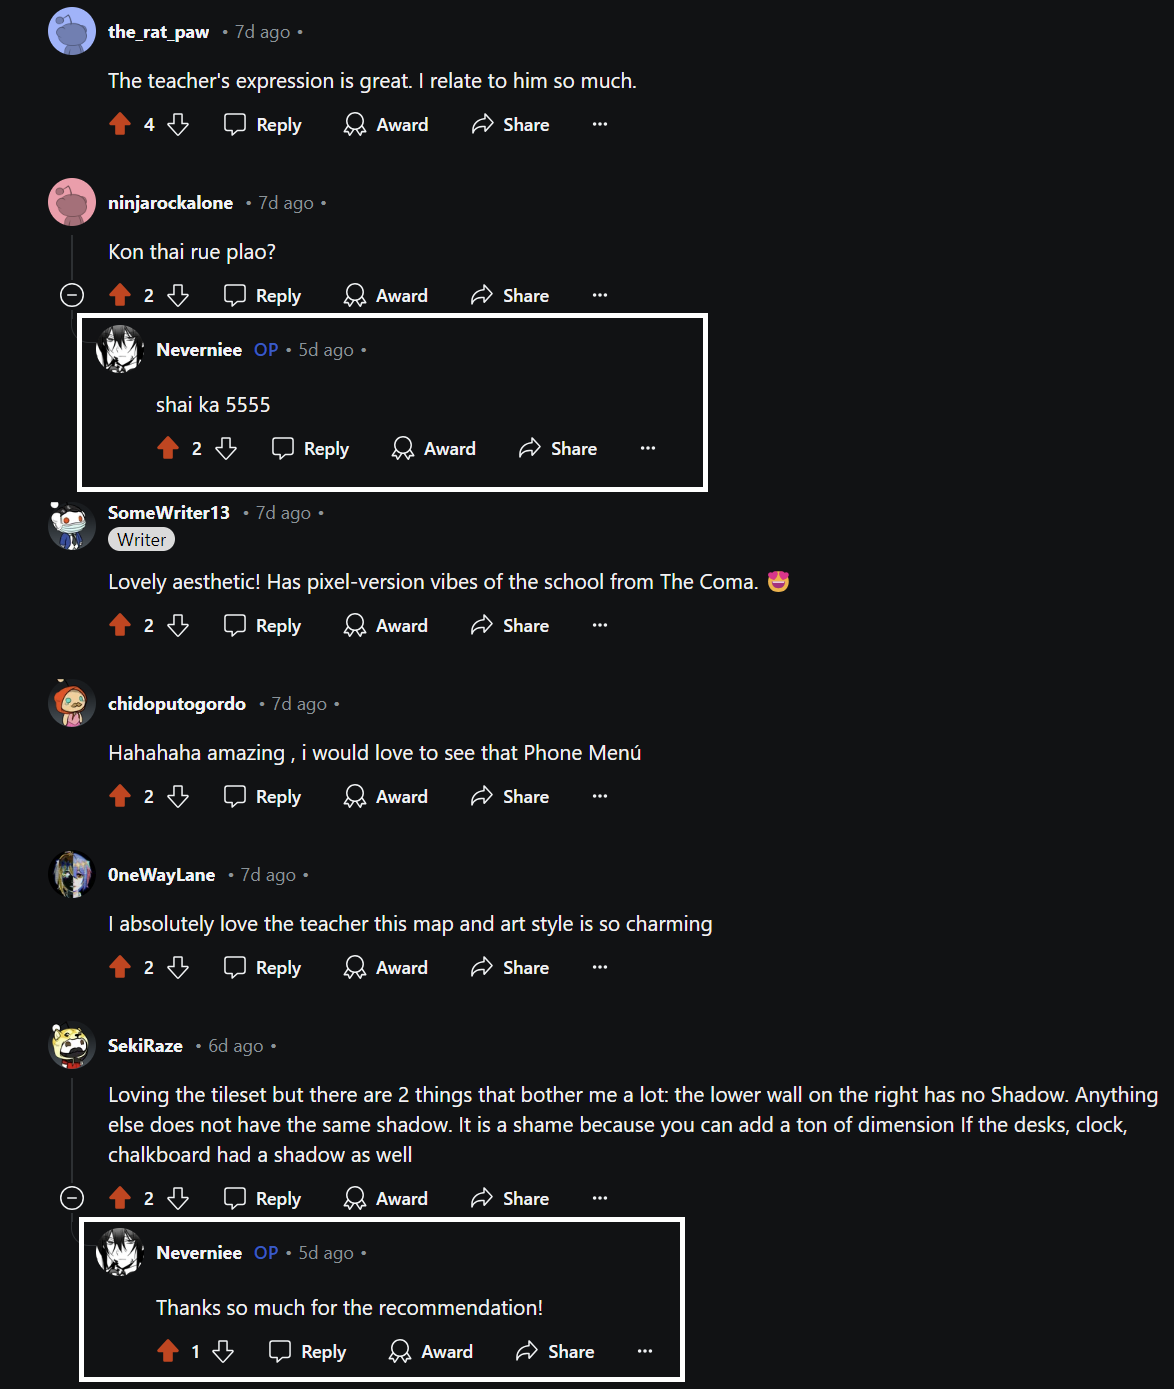 the_rat_paw • 7d ago •
The teacher's expression is great. I relate to him so much.
4 Reply Award Share ...
ninjarockalone • 7d ago •
Kon thai rue plao?
2 Reply Award Share ...
Neverniee OP • 5d ago •
shai ka 5555
2 Reply Award Share ...
SomeWriter13 • 7d ago •
Writer
Lovely aesthetic! Has pixel-version vibes of the school from The Coma. 😍
2 Reply Award Share ...
chidoputogordo • 7d ago •
Hahahaha amazing , i would love to see that Phone Menú
2 Reply Award Share ...
0neWayLane • 7d ago •
I absolutely love the teacher this map and art style is so charming
2 Reply Award Share ...
SekiRaze • 6d ago •
Loving the tileset but there are 2 things that bother me a lot: the lower wall on the right has no Shadow. Anything
else does not have the same shadow. It is a shame because you can add a ton of dimension If the desks, clock,
chalkboard had a shadow as well
2 Reply Award Share ...
Neverniee OP • 5d ago •
Thanks so much for the recommendation!
1 Reply Award Share ...